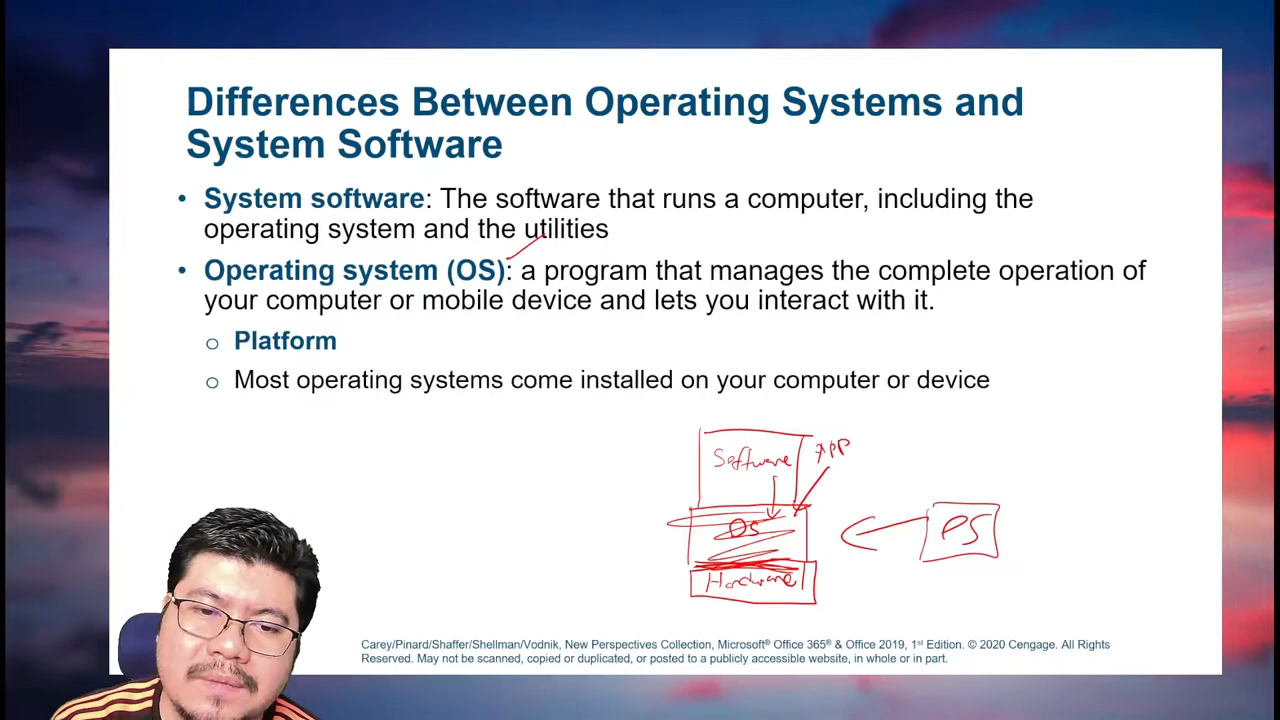 Differences Between Operating Systems and
System Software
• System software: The software that runs a computer, including the
operating system and the utilities
• Operating system (OS): a program that manages the complete operation of
your computer or mobile device and lets you interact with it.
o Platform
o Most operating systems come installed on your computer or device
Software
APP
OS
PS
Hardware
Carey/Pinard/Shaffer/Shellman/Vodnik, New Perspectives Collection, Microsoft® Office 365® & Office 2019, 1st Edition. © 2020 Cengage. All Rights
Reserved. May not be scanned, copied or duplicated, or posted to a publicly accessible website, in whole or in part.